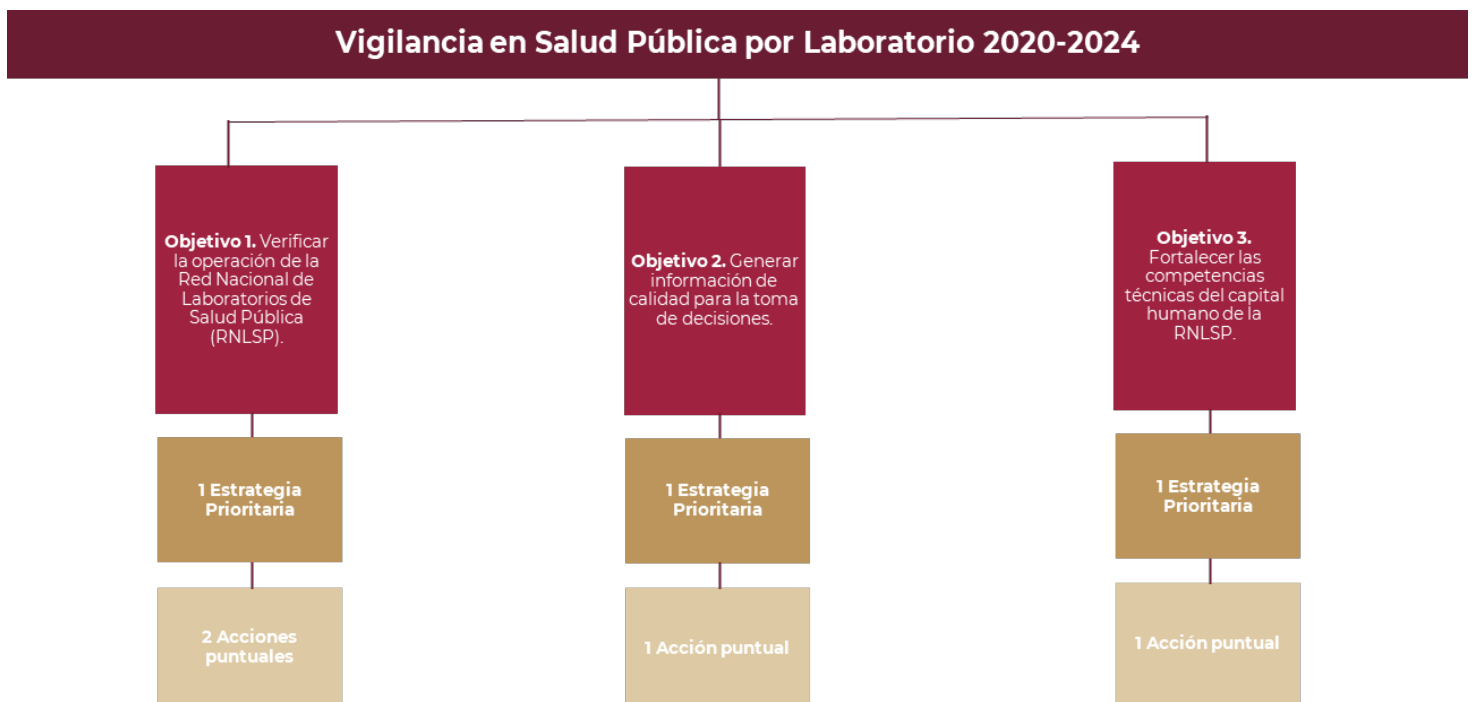 Vigilancia en Salud Pública por Laboratorio 2020-2024
Objetivo 1. Verificar
la operación de la
Red Nacional de
Laboratorios de
Salud Pública
(RNLSP).
Objetivo 2. Generar
información de
calidad para la toma
de decisiones.
Objetivo 3.
Fortalecer las
competencias
técnicas del capital
humano de la
RNLSP.
1 Estrategia
Prioritaria
1 Estrategia
Prioritaria
1 Estrategia
Prioritaria
2 Acciones
puntuales
1 Acción puntual
1 Acción puntual